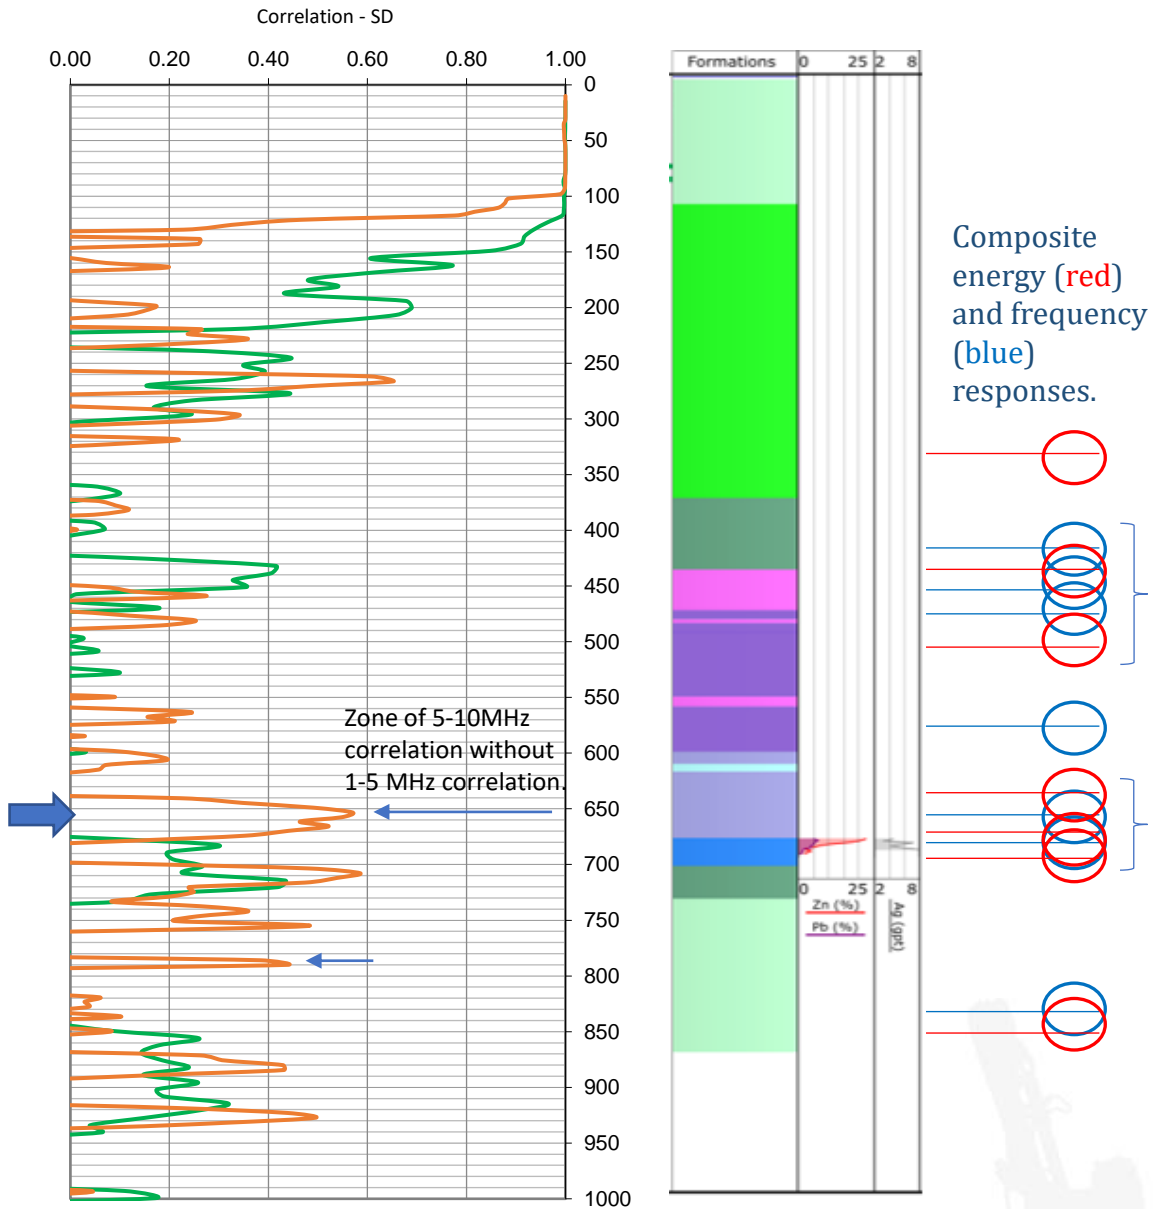 Correlation - SD
0.00 0.20 0.40 0.60 0.80 1.00
0
50
100
150
200
250
300
350
400
450
500
550
600
650
700
750
800
850
900
950
1000
Zone of 5-10MHz
correlation without
1-5 MHz correlation.
Formations 0 25 2 8
0 25 2 8
Zn (%)
Pb (%)
Ag (gpt)
Composite
energy (red)
and frequency
(blue)
responses.